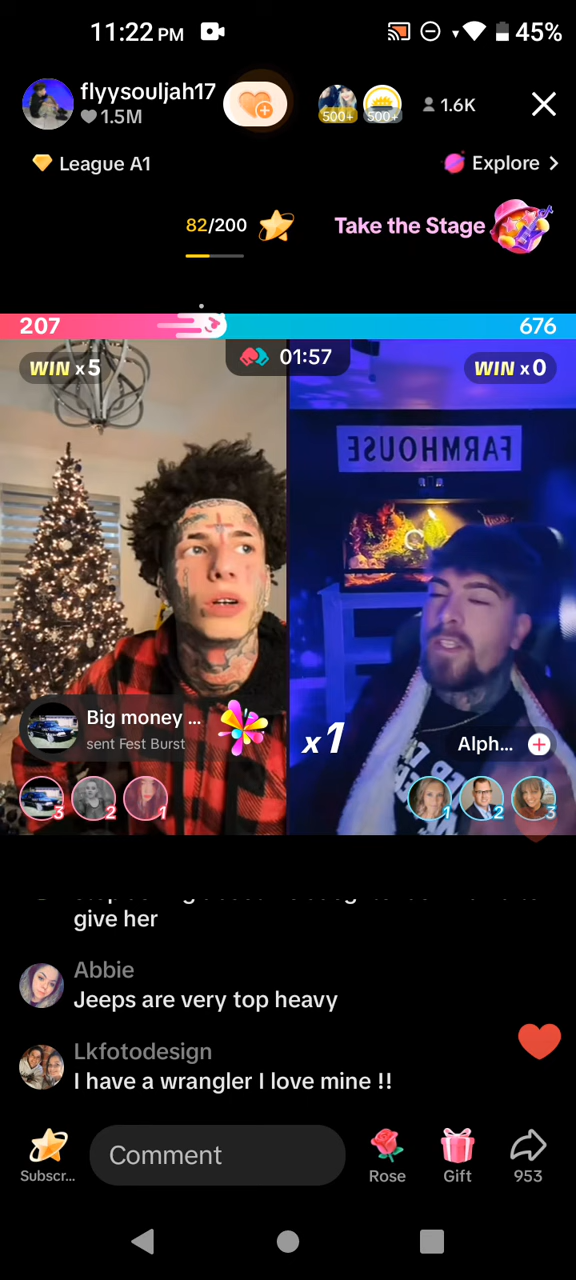 11:22 PM
45%
flyysouljah17
1.5M
500+
500+
1.6K
League A1
Explore
82/200
Take the Stage
207
676
WIN x5
01:57
WIN x0
FARMHOUSE
Big money ...
sent Fest Burst
x1
Alph...
3
2
1
1
2
3
give her
Abbie
Jeeps are very top heavy
Lkfotodesign
I have a wrangler I love mine !!
Subscr...
Comment
Rose
Gift
953